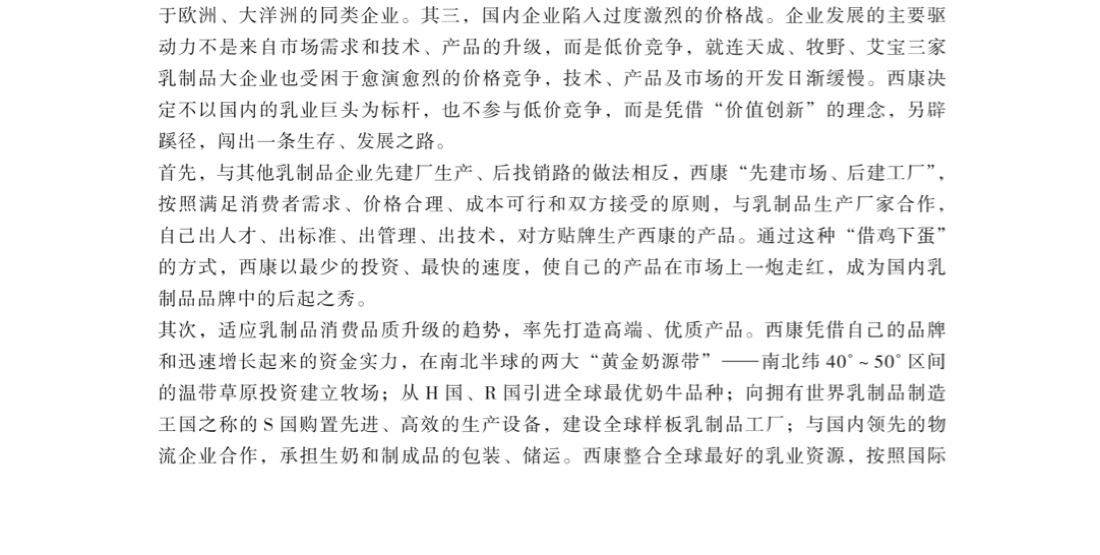 于欧洲、大洋洲的同类企业。其三，国内企业陷入过度激烈的价格战。企业发展的主要驱
动力不是来自市场需求和技术、产品的升级，而是低价竞争，就连天成、牧野、艾宝三家
乳制品大企业也受困于愈演愈烈的价格竞争，技术、产品及市场的开发日渐缓慢。西康决
定不以国内的乳业巨头为标杆，也不参与低价竞争，而是凭借“价值创新”的理念，另辟
蹊径，闯出一条生存、发展之路。
首先，与其他乳制品企业先建厂生产、后找销路的做法相反，西康“先建市场、后建工厂”，
按照满足消费者需求、价格合理、成本可行和双方接受的原则，与乳制品生产厂家合作，
自己出人才、出标准、出管理、出技术，对方贴牌生产西康的产品。通过这种“借鸡下蛋”
的方式，西康以最少的投资、最快的速度，使自己的产品在市场上一炮走红，成为国内乳
制品品牌中的后起之秀。
其次，适应乳制品消费品质升级的趋势，率先打造高端、优质产品。西康凭借自己的品牌
和迅速增长起来的资金实力，在南北半球的两大“黄金奶源带”——南北纬 40°~50°区间
的温带草原投资建立牧场；从 H 国、R 国引进全球最优奶牛品种；向拥有世界乳制品制造
王国之称的 S 国购置先进、高效的生产设备，建设全球样板乳制品工厂；与国内领先的物
流企业合作，承担生奶和制成品的包装、储运。西康整合全球最好的乳业资源，按照国际